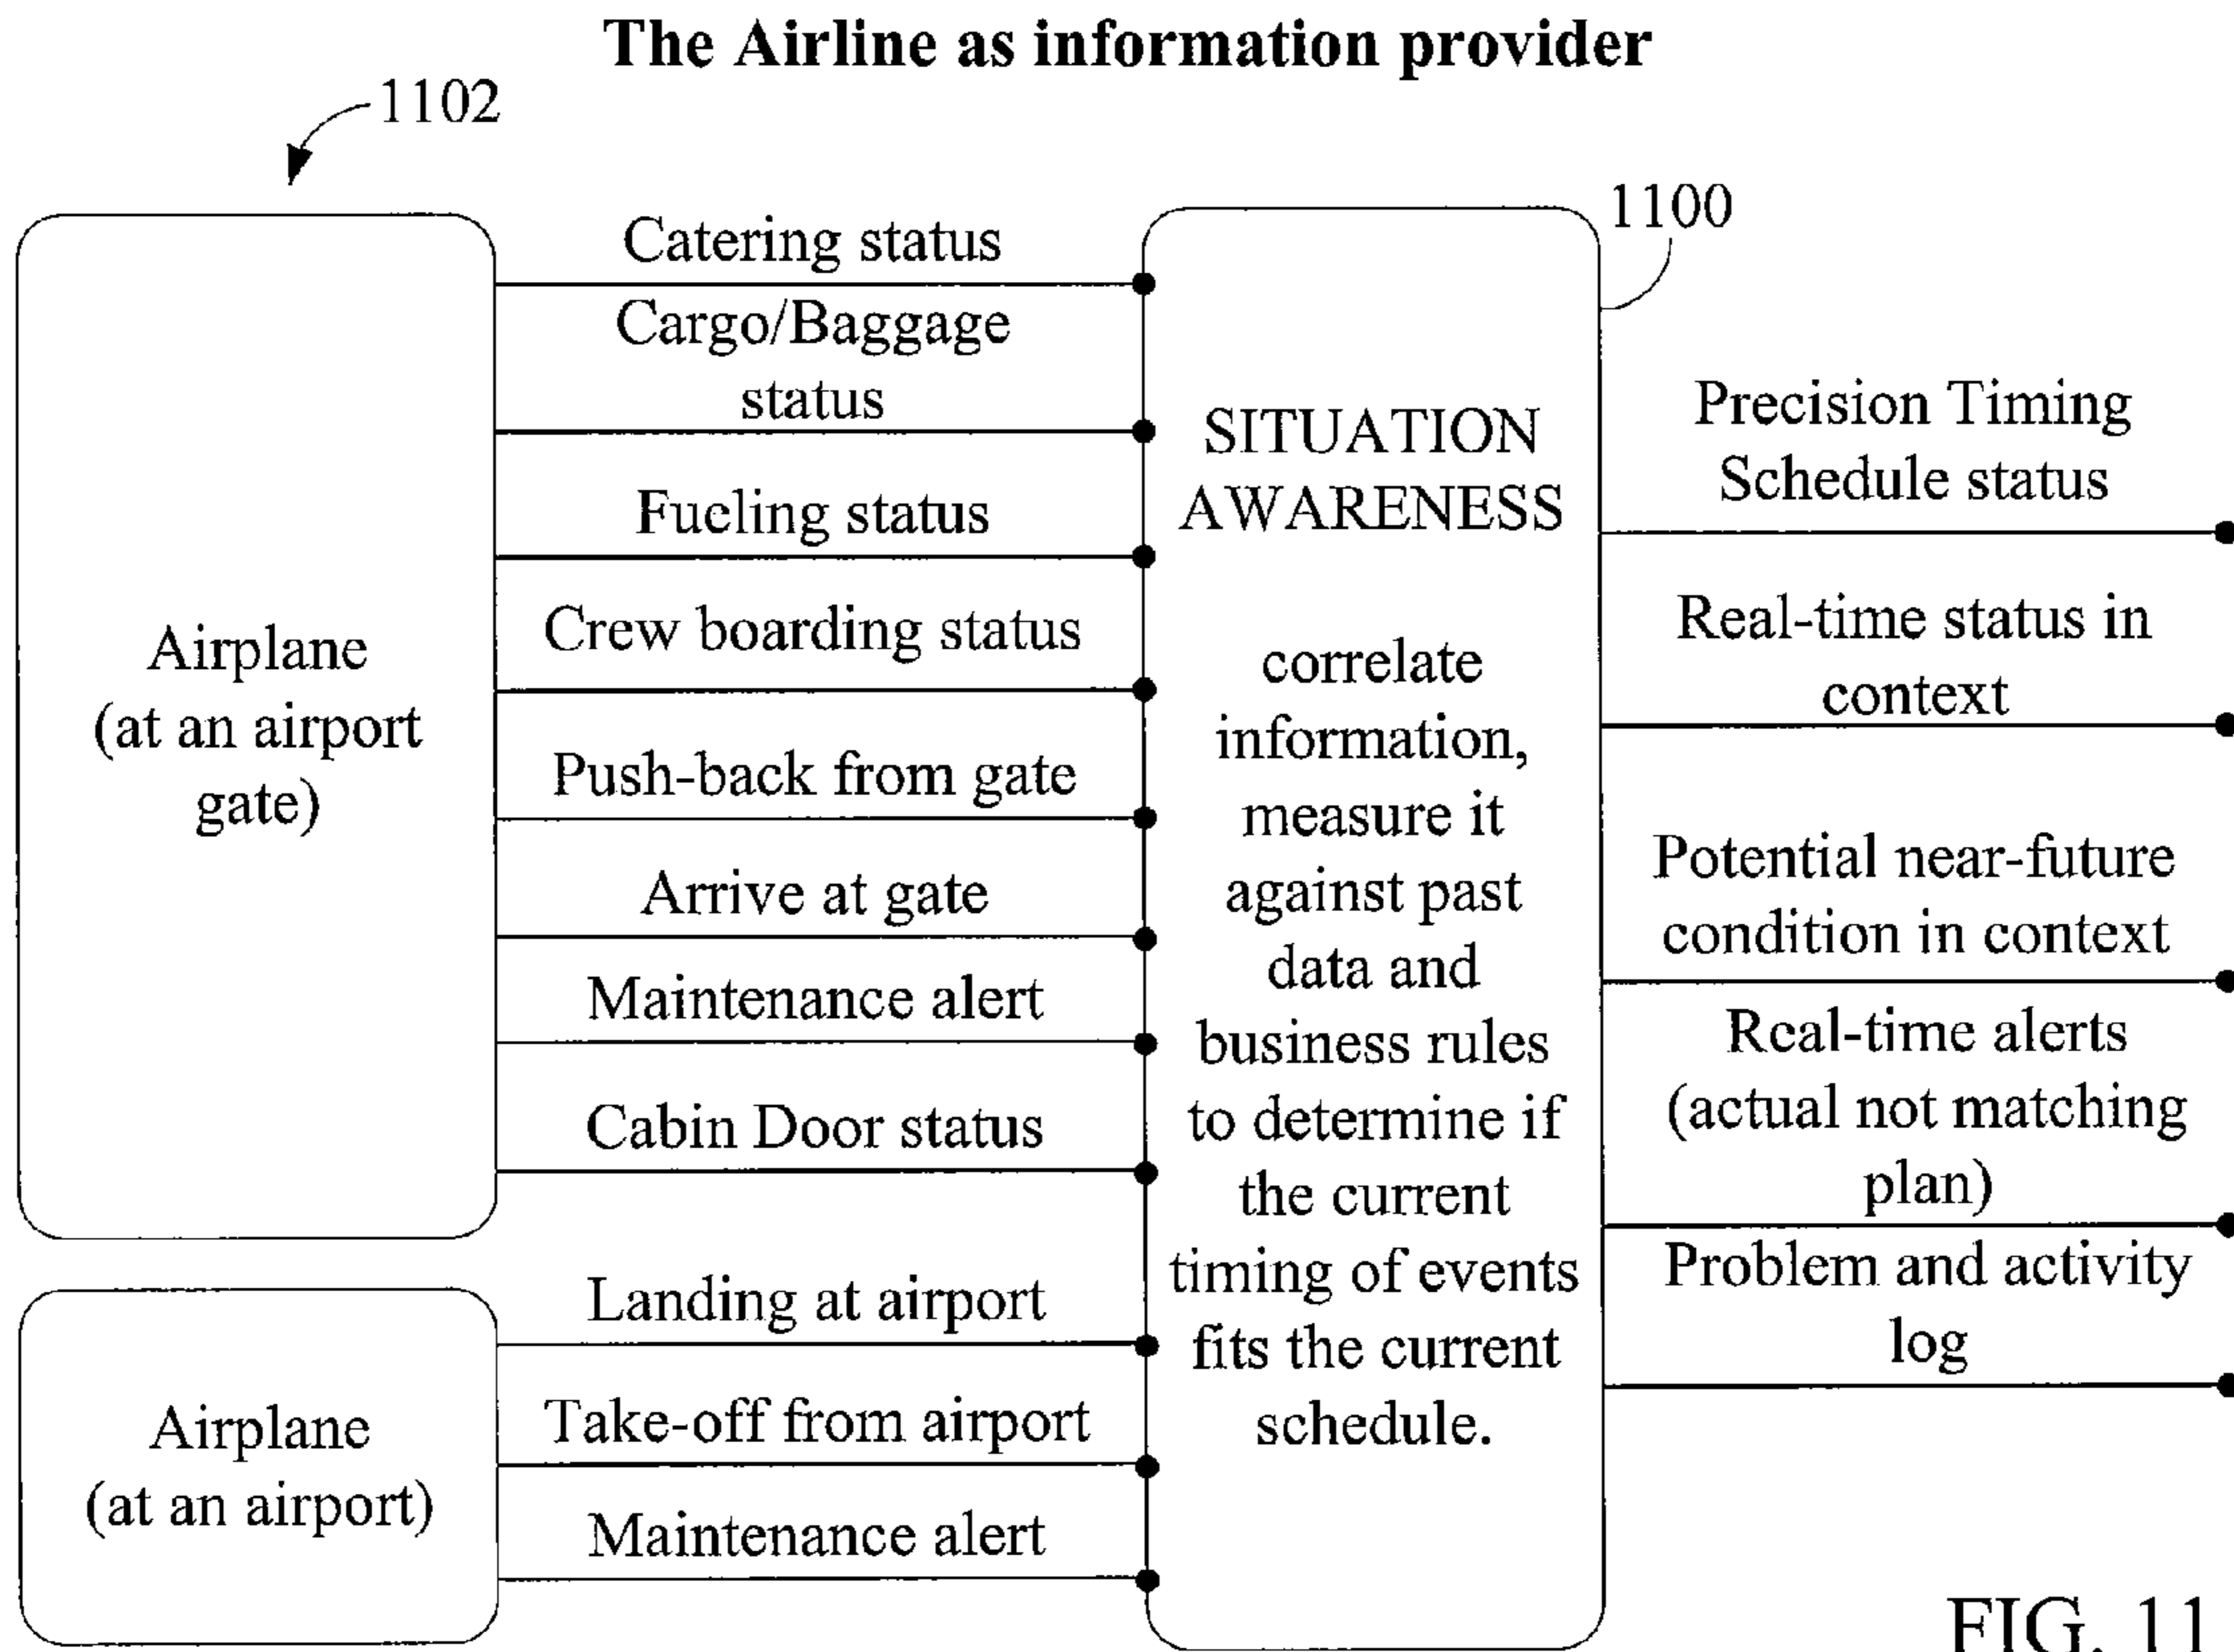 The Airline as information provider
1102
1100
Airplane
(at an airport
gate)
Catering status
Cargo/Baggage
status
Fueling status
Crew boarding status
Push-back from gate
Arrive at gate
Maintenance alert
Cabin Door status
Airplane
(at an airport)
Landing at airport
Take-off from airport
Maintenance alert
SITUATION
AWARENESS
correlate
information,
measure it
against past
data and
business rules
to determine if
the current
timing of events
fits the current
schedule.
Precision Timing
Schedule status
Real-time status in
context
Potential near-future
condition in context
Real-time alerts
(actual not matching
plan)
Problem and activity
log
FIG. 11